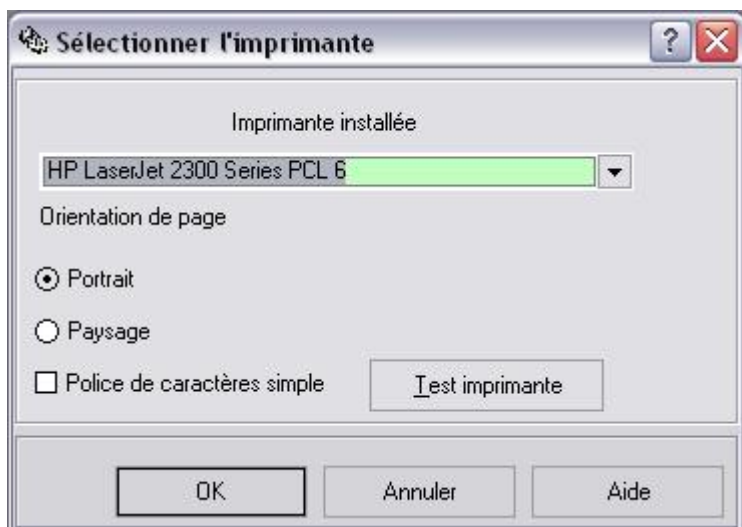 Sélectionner l'imprimante
Imprimante installée
HP LaserJet 2300 Series PCL 6
Orientation de page
Portrait
Paysage
Police de caractères simple
Test imprimante
OK
Annuler
Aide